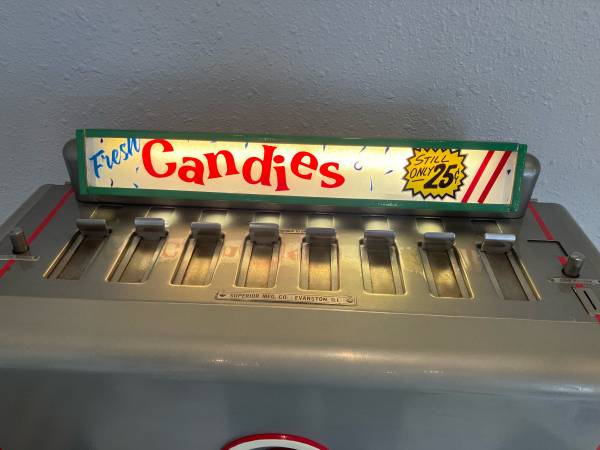 Fresh Candies
STILL
ONLY 25¢
SUPERIOR MFG. CO. EVANSTON, ILL.